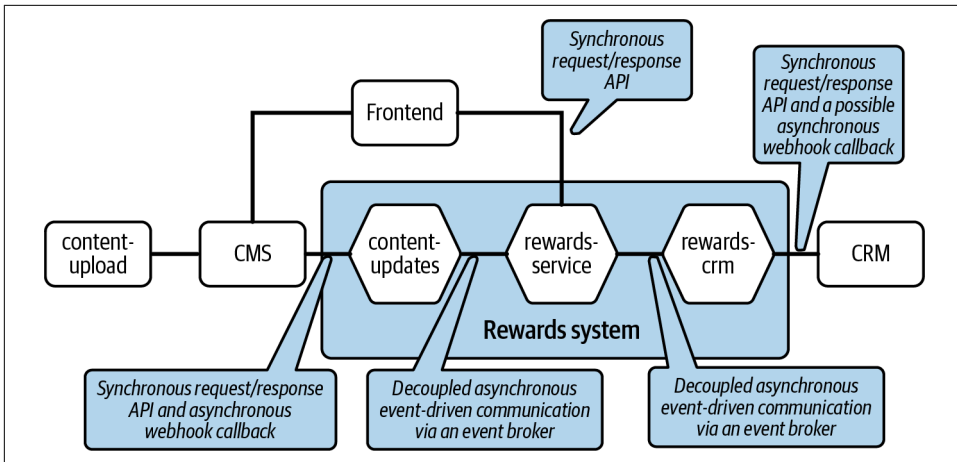 Synchronous
request/response
API
Synchronous
request/response
API and a possible
asynchronous
webhook callback
Frontend
content-
upload
CMS
content-
updates
rewards-
service
rewards-
crm
CRM
Rewards system
Synchronous request/response
API and asynchronous
webhook callback
Decoupled asynchronous
event-driven communication
via an event broker
Decoupled asynchronous
event-driven communication
via an event broker